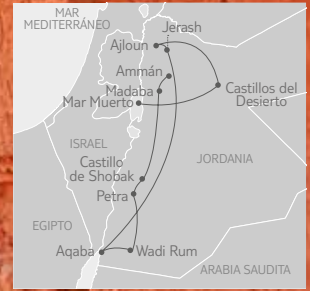 MAR
MEDITERRÁNEO
Jerash
Ajloun
Ammán
Madaba
Mar Muerto
Castillos del
Desierto
ISRAEL
Castillo
de Shobak
JORDANIA
Petra
EGIPTO
Aqaba
Wadi Rum
ARABIA SAUDITA